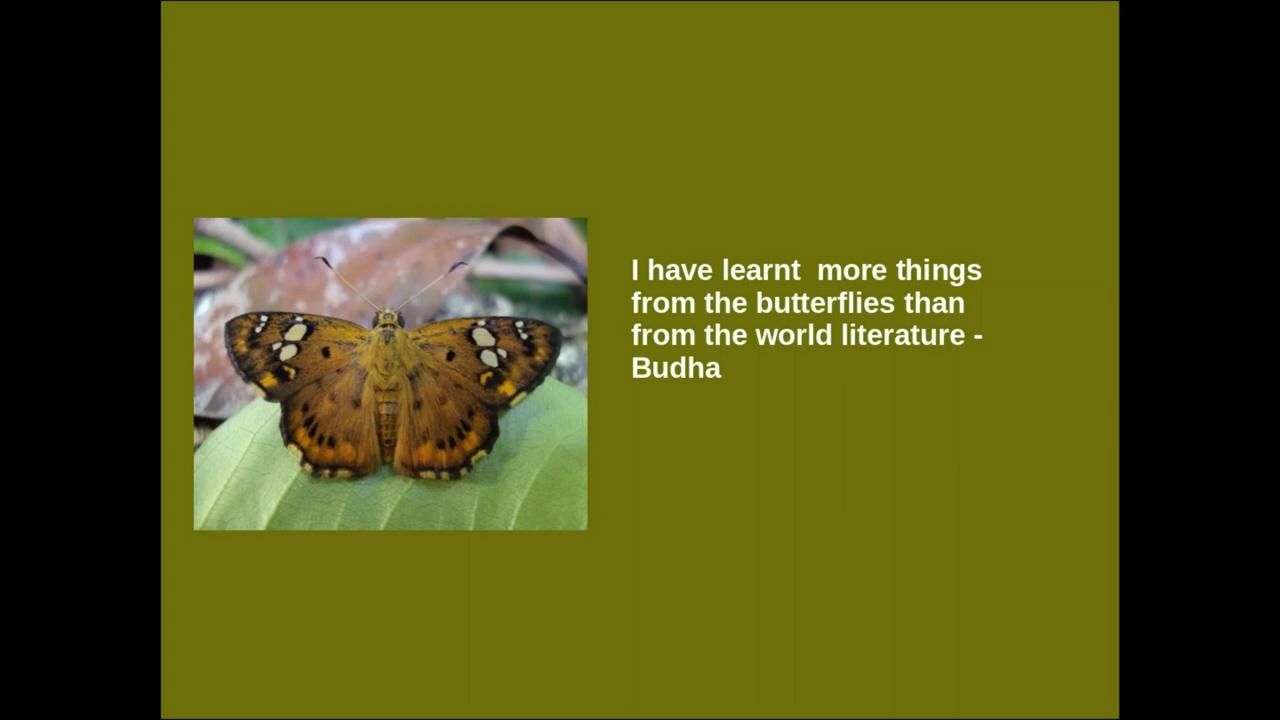 I have learnt  more things
from the butterflies than
from the world literature -
Budha